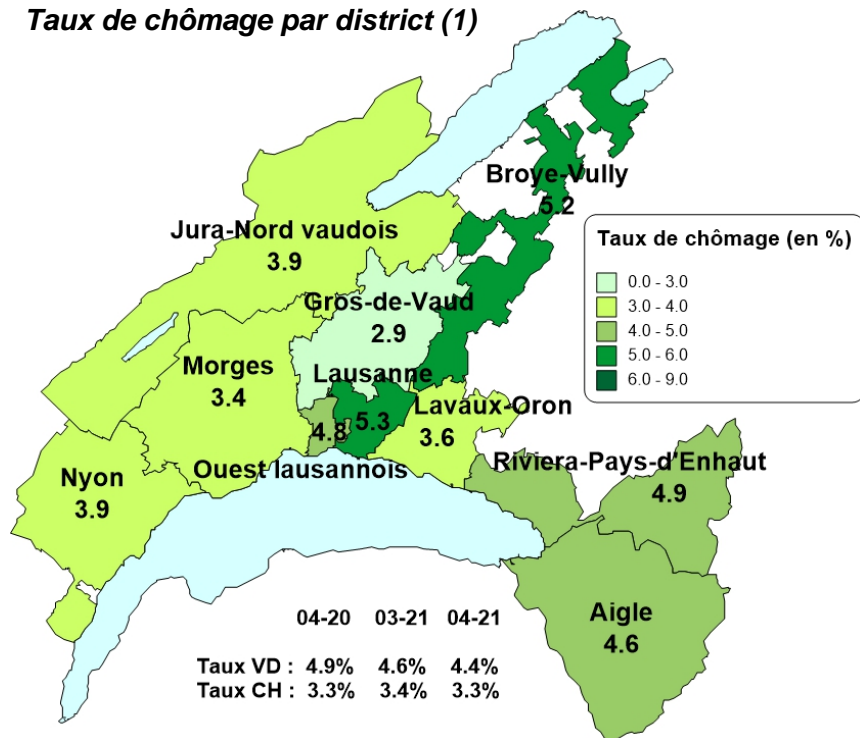 Taux de chômage par district (1)
Broye-Vully
5.2
Jura-Nord vaudois
3.9
Taux de chômage (en %)
0.0 - 3.0
3.0 - 4.0
4.0 - 5.0
5.0 - 6.0
6.0 - 9.0
Gros-de-Vaud
2.9
Morges
3.4
Lausanne
5.3
4.8
Lavaux-Oron
3.6
Ouest lausannois
Nyon
3.9
Riviera-Pays-d'Enhaut
4.9
Aigle
4.6
04-20 03-21 04-21
Taux VD : 4.9% 4.6% 4.4%
Taux CH : 3.3% 3.4% 3.3%